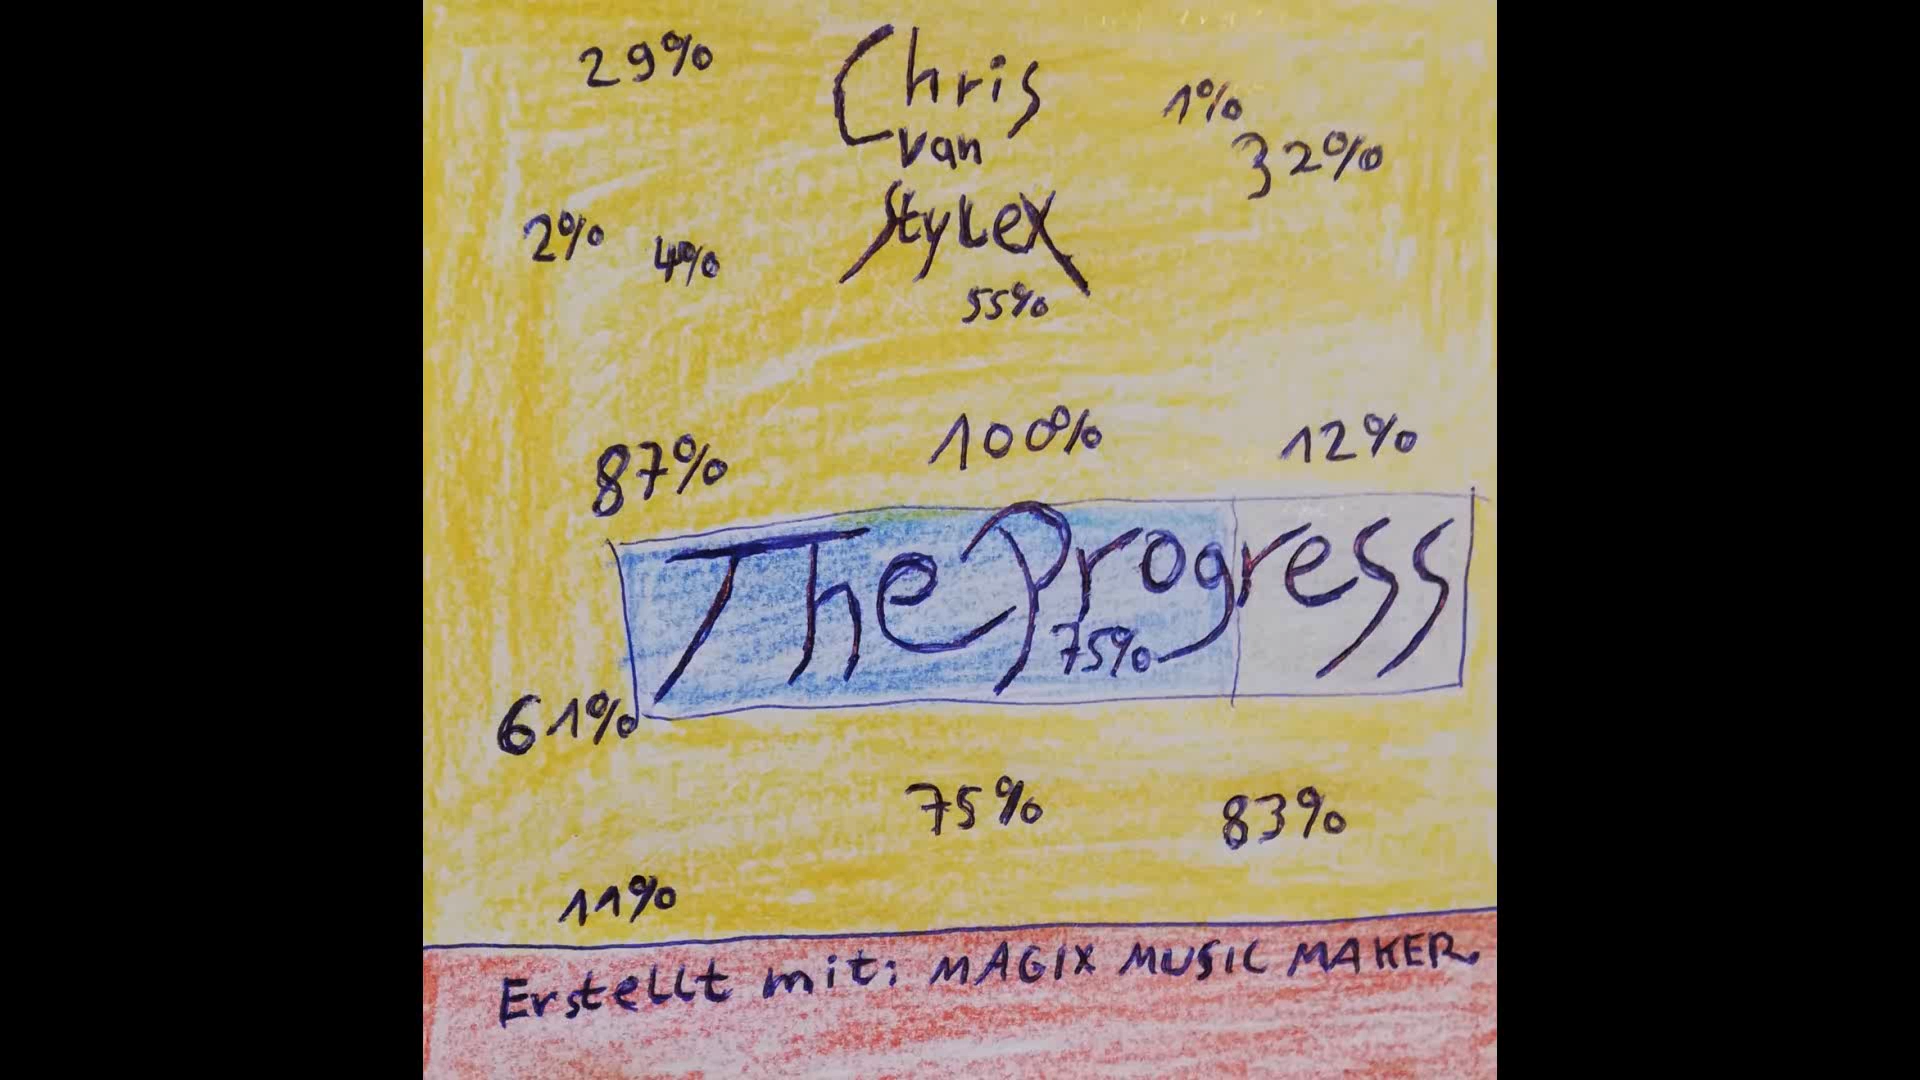 29%
Chris
1%
van
32%
2%
4%
StyleX
55%
87%
100%
12%
The Progress
75%
61%
75%
83%
11%
Erstellt mit: MAGIX MUSIC MAKER.